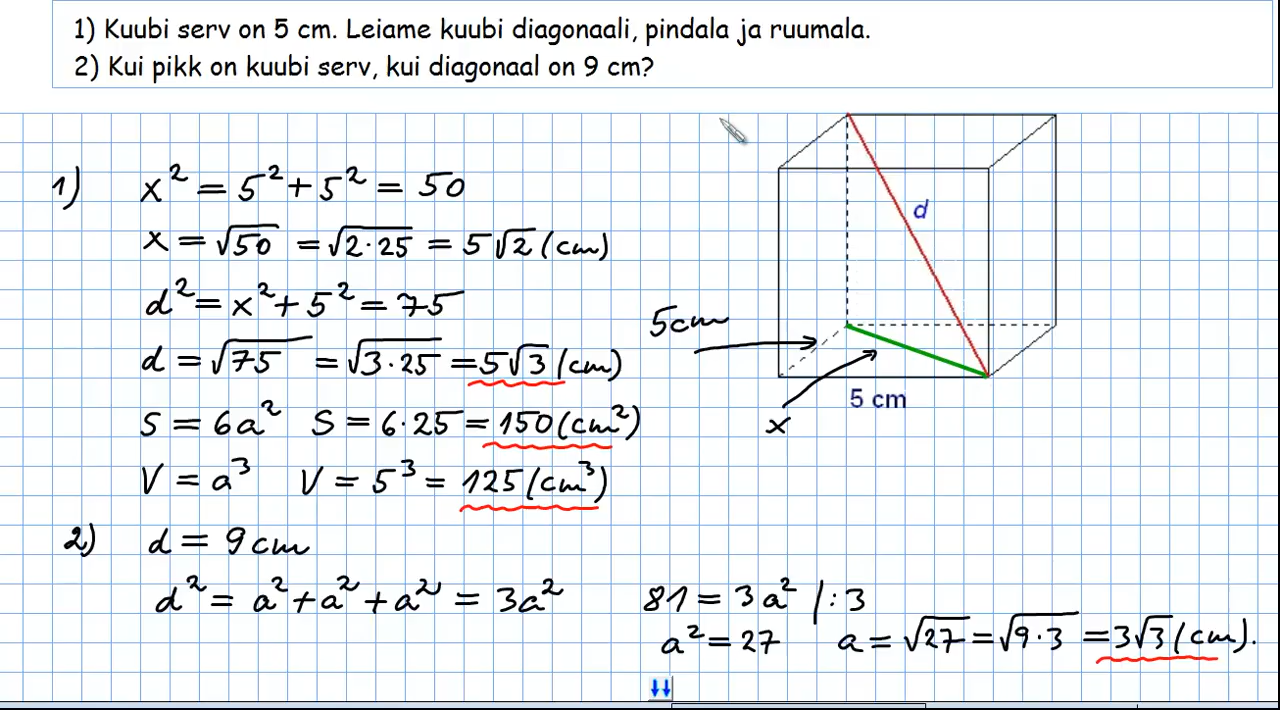 1) Kuubi serv on 5 cm. Leiame kuubi diagonaali, pindala ja ruumala.
2) Kui pikk on kuubi serv, kui diagonaal on 9 cm?
1) x² = 5² + 5² = 50
x = √50 = √2·25 = 5√2 (cm)
d² = x² + 5² = 75
d = √75 = √3·25 = 5√3 (cm)
S = 6a² S = 6·25 = 150 (cm²)
V = a³ V = 5³ = 125 (cm³)
d
5cm
5 cm
x
2) d = 9 cm
d² = a² + a² + a² = 3a² 81 = 3a² /:3
a² = 27 a = √27 = √9·3 = 3√3 (cm).